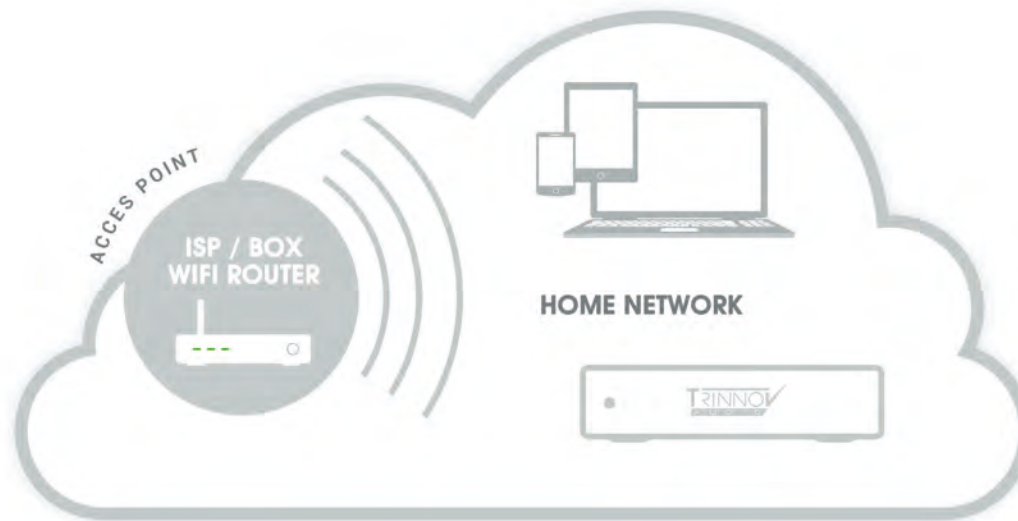 ACCES POINT
ISP / BOX
WIFI ROUTER
HOME NETWORK
TRINNOV